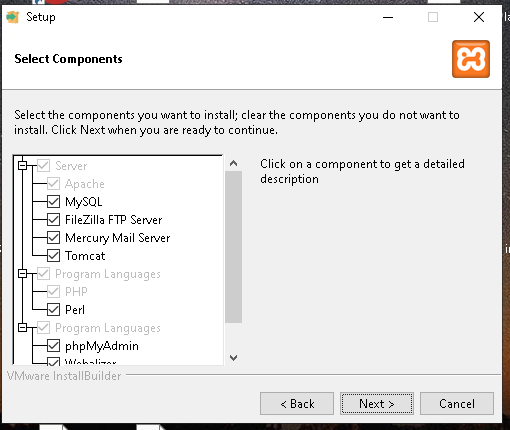 Setup
Select Components
Select the components you want to install; clear the components you do not want to
install. Click Next when you are ready to continue.
Server
Apache
MySQL
FileZilla FTP Server
Mercury Mail Server
Tomcat
Program Languages
PHP
Perl
Program Languages
phpMyAdmin
Webalizer
Click on a component to get a detailed
description
VMware InstallBuilder
< Back
Next >
Cancel